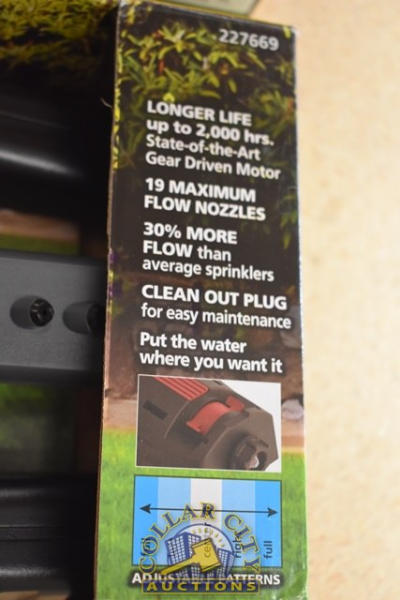 227669
LONGER LIFE
up to 2,000 hrs.
State-of-the-Art
Gear Driven Motor
19 MAXIMUM
FLOW NOZZLES
30% MORE
FLOW than
average sprinklers
CLEAN OUT PLUG
for easy maintenance
Put the water
where you want it
full
COLLAR CITY
AUCTIONS
PATTERNS